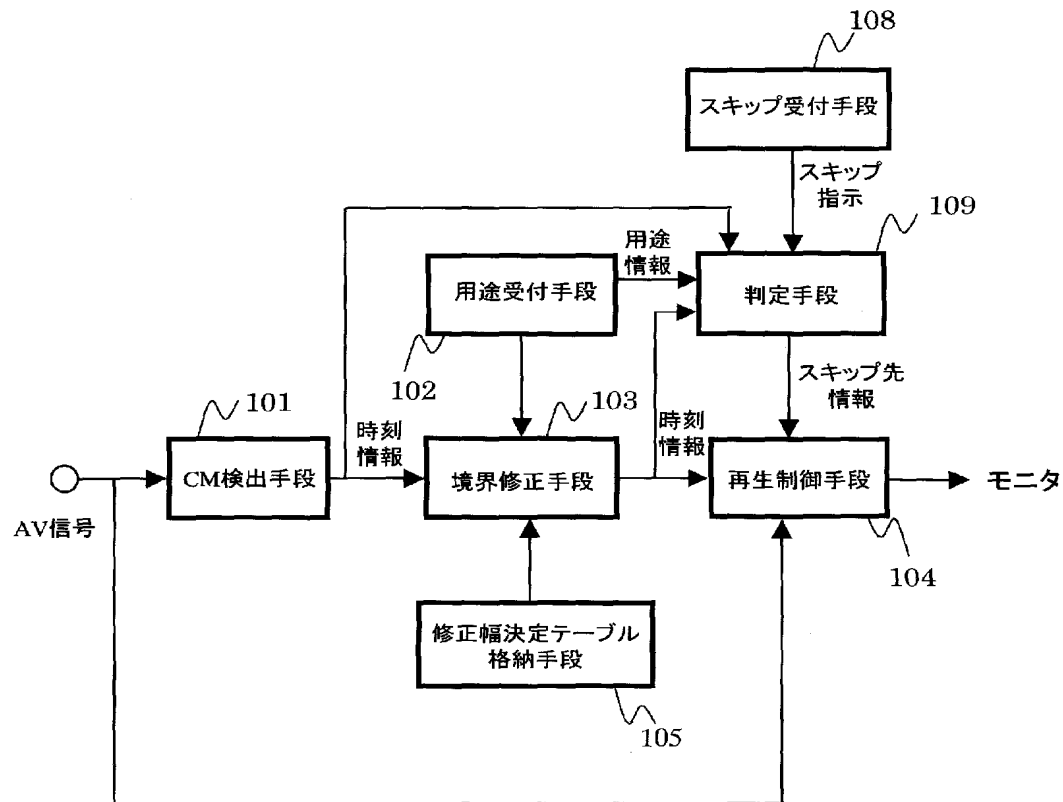 108
スキップ受付手段
スキップ
指示
109
用途
情報
用途受付手段
判定手段
102
スキップ先
情報
101
103
時刻
情報
時刻
情報
CM検出手段
境界修正手段
再生制御手段
モニタ
AV信号
104
修正幅決定テーブル
格納手段
105